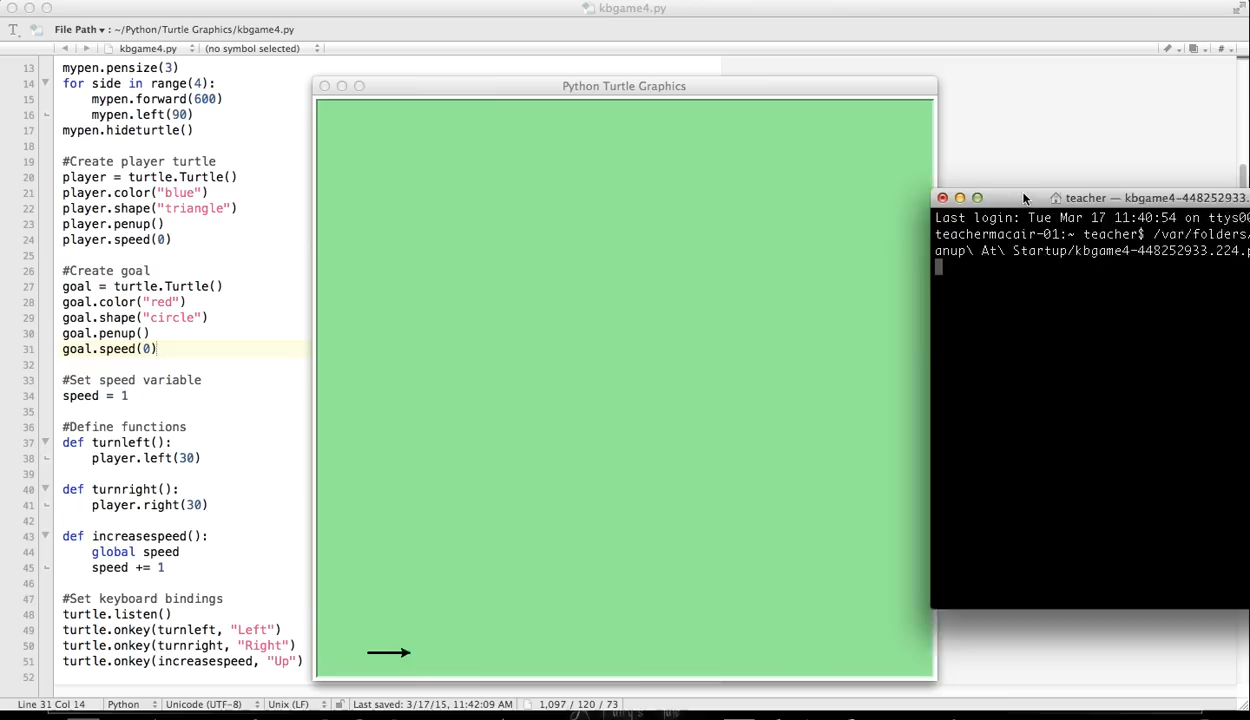 kbgame4.py
File Path ▾ : ~/Python/Turtle Graphics/kbgame4.py
kbgame4.py (no symbol selected) #
13 mypen.pensize(3)
14 for side in range(4):
15 mypen.forward(600)
16 mypen.left(90)
17 mypen.hideturtle()
18
19 #Create player turtle
20 player = turtle.Turtle()
21 player.color("blue")
22 player.shape("triangle")
23 player.penup()
24 player.speed(0)
25
26 #Create goal
27 goal = turtle.Turtle()
28 goal.color("red")
29 goal.shape("circle")
30 goal.penup()
31 goal.speed(0)
32
33 #Set speed variable
34 speed = 1
35
36 #Define functions
37 def turnleft():
38 player.left(30)
39
40 def turnright():
41 player.right(30)
42
43 def increasespeed():
44 global speed
45 speed += 1
46
47 #Set keyboard bindings
48 turtle.listen()
49 turtle.onkey(turnleft, "Left")
50 turtle.onkey(turnright, "Right")
51 turtle.onkey(increasespeed, "Up")
52
Python Turtle Graphics
teacher — kbgame4-448252933.
Last login: Tue Mar 17 11:40:54 on ttys00
teachermacair-01:~ teacher$ /var/folders/
anup\ At\ Startup/kbgame4-448252933.224.p
Line 31 Col 14 Python Unicode (UTF-8) Unix (LF) Last saved: 3/17/15, 11:42:09 AM 1,097 / 120 / 73